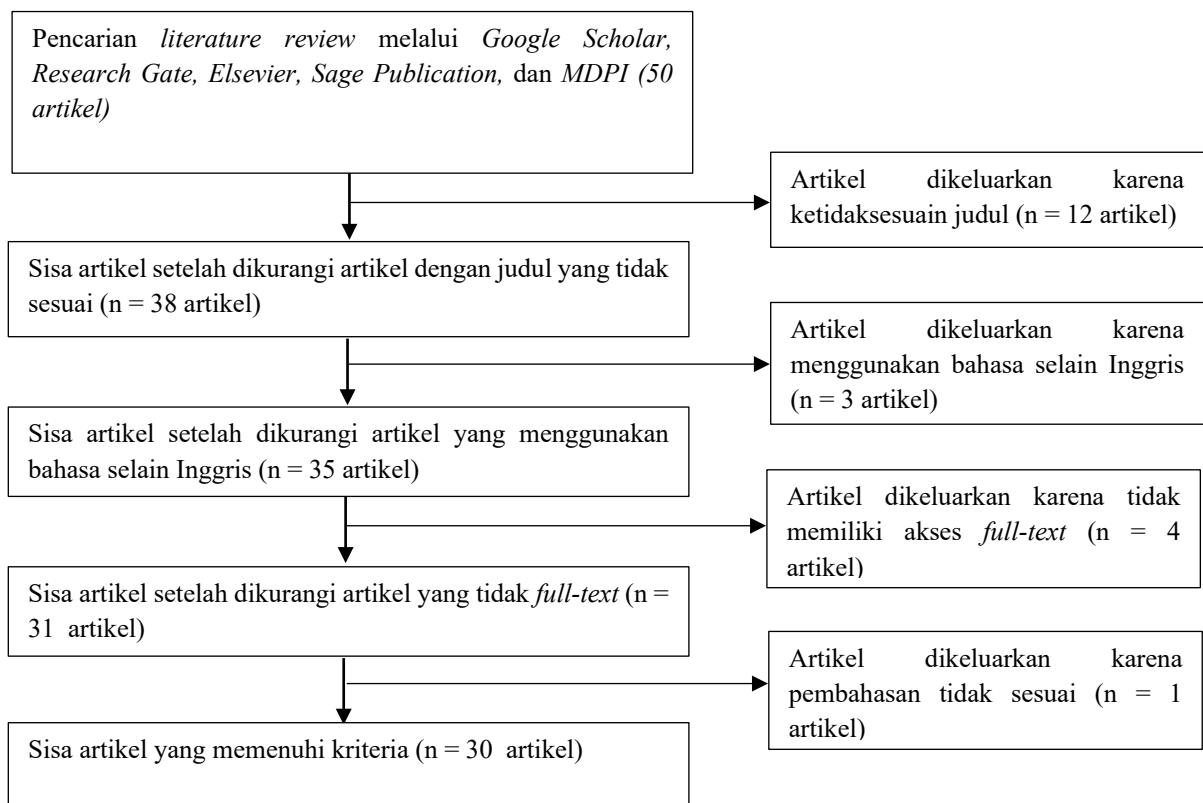 Pencarian literature review melalui Google Scholar,
Research Gate, Elsevier, Sage Publication, dan MDPI (50
artikel)
Artikel dikeluarkan karena
ketidaksesuain judul (n = 12 artikel)
Sisa artikel setelah dikurangi artikel dengan judul yang tidak
sesuai (n = 38 artikel)
Artikel dikeluarkan karena
menggunakan bahasa selain Inggris
(n = 3 artikel)
Sisa artikel setelah dikurangi artikel yang menggunakan
bahasa selain Inggris (n = 35 artikel)
Artikel dikeluarkan karena tidak
memiliki akses full-text (n = 4
artikel)
Sisa artikel setelah dikurangi artikel yang tidak full-text (n =
31 artikel)
Artikel dikeluarkan karena
pembahasan tidak sesuai (n = 1
artikel)
Sisa artikel yang memenuhi kriteria (n = 30 artikel)